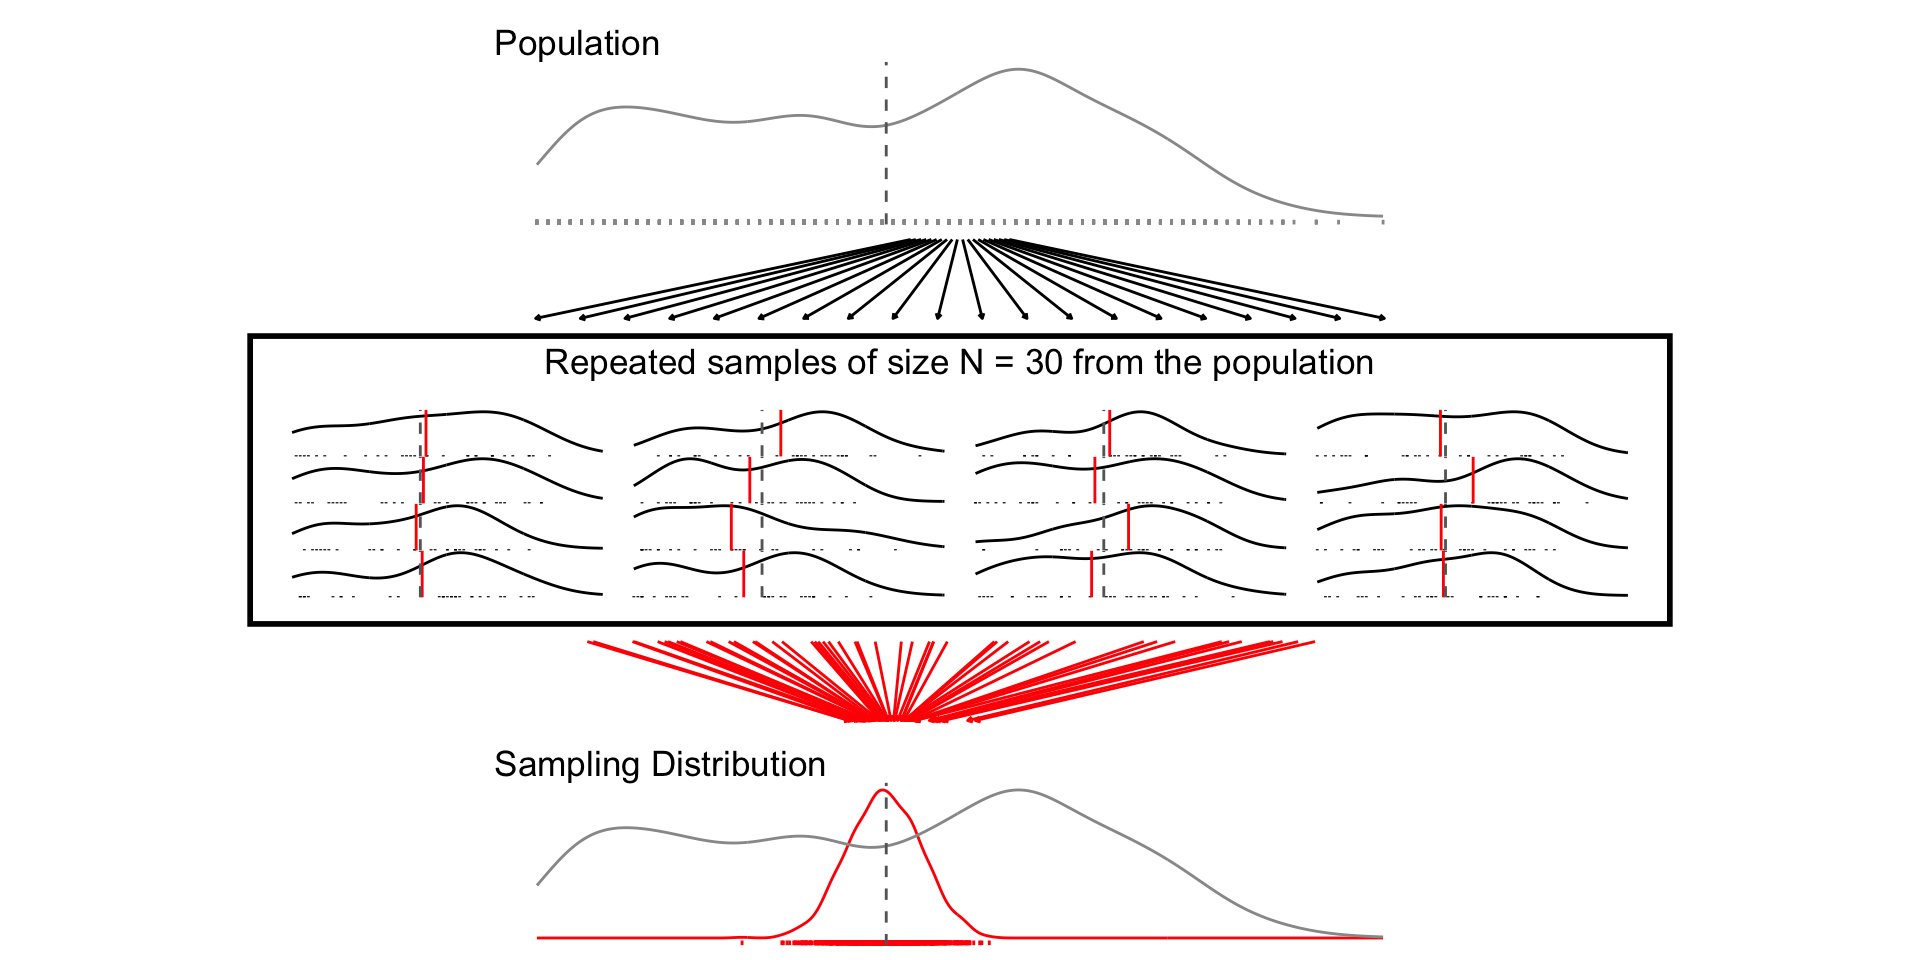 Population
Repeated samples of size N = 30 from the population
Sampling Distribution